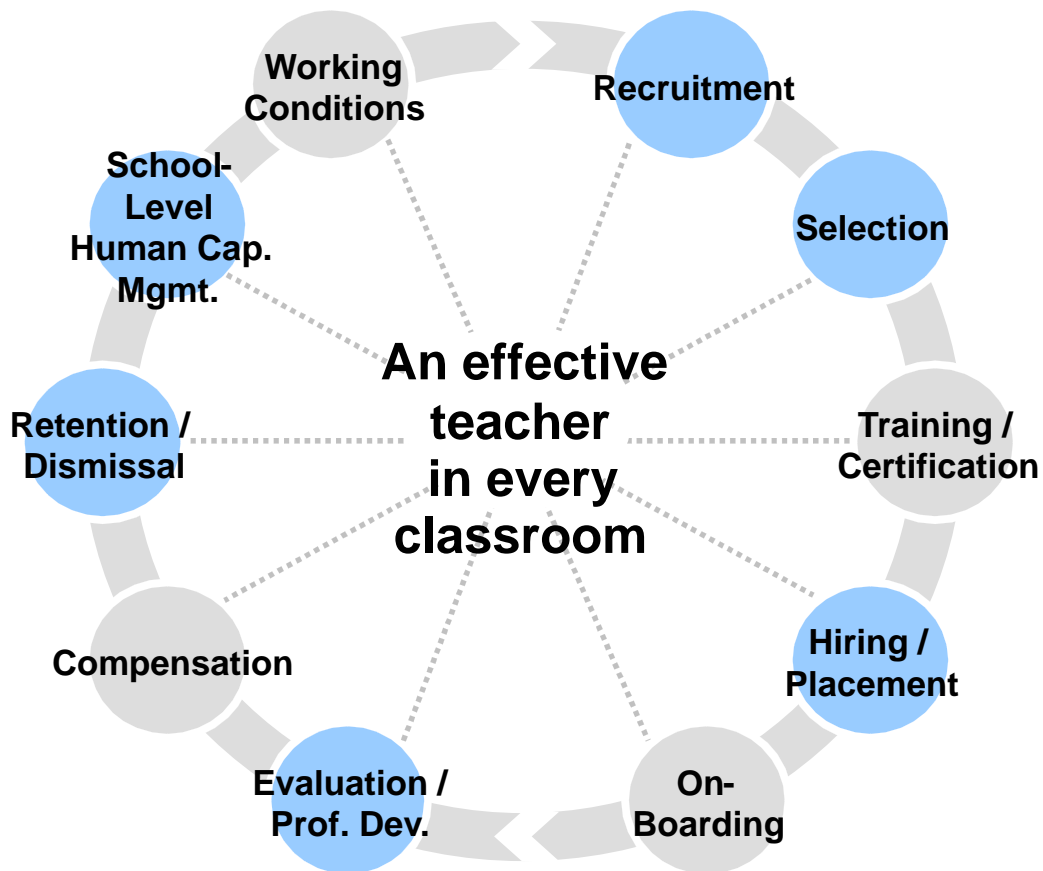 Working
Conditions
Recruitment
School-
Level
Human Cap.
Mgmt.
Selection
An effective
teacher
in every
classroom
Retention /
Dismissal
Training /
Certification
Compensation
Hiring /
Placement
Evaluation /
Prof. Dev.
On-
Boarding